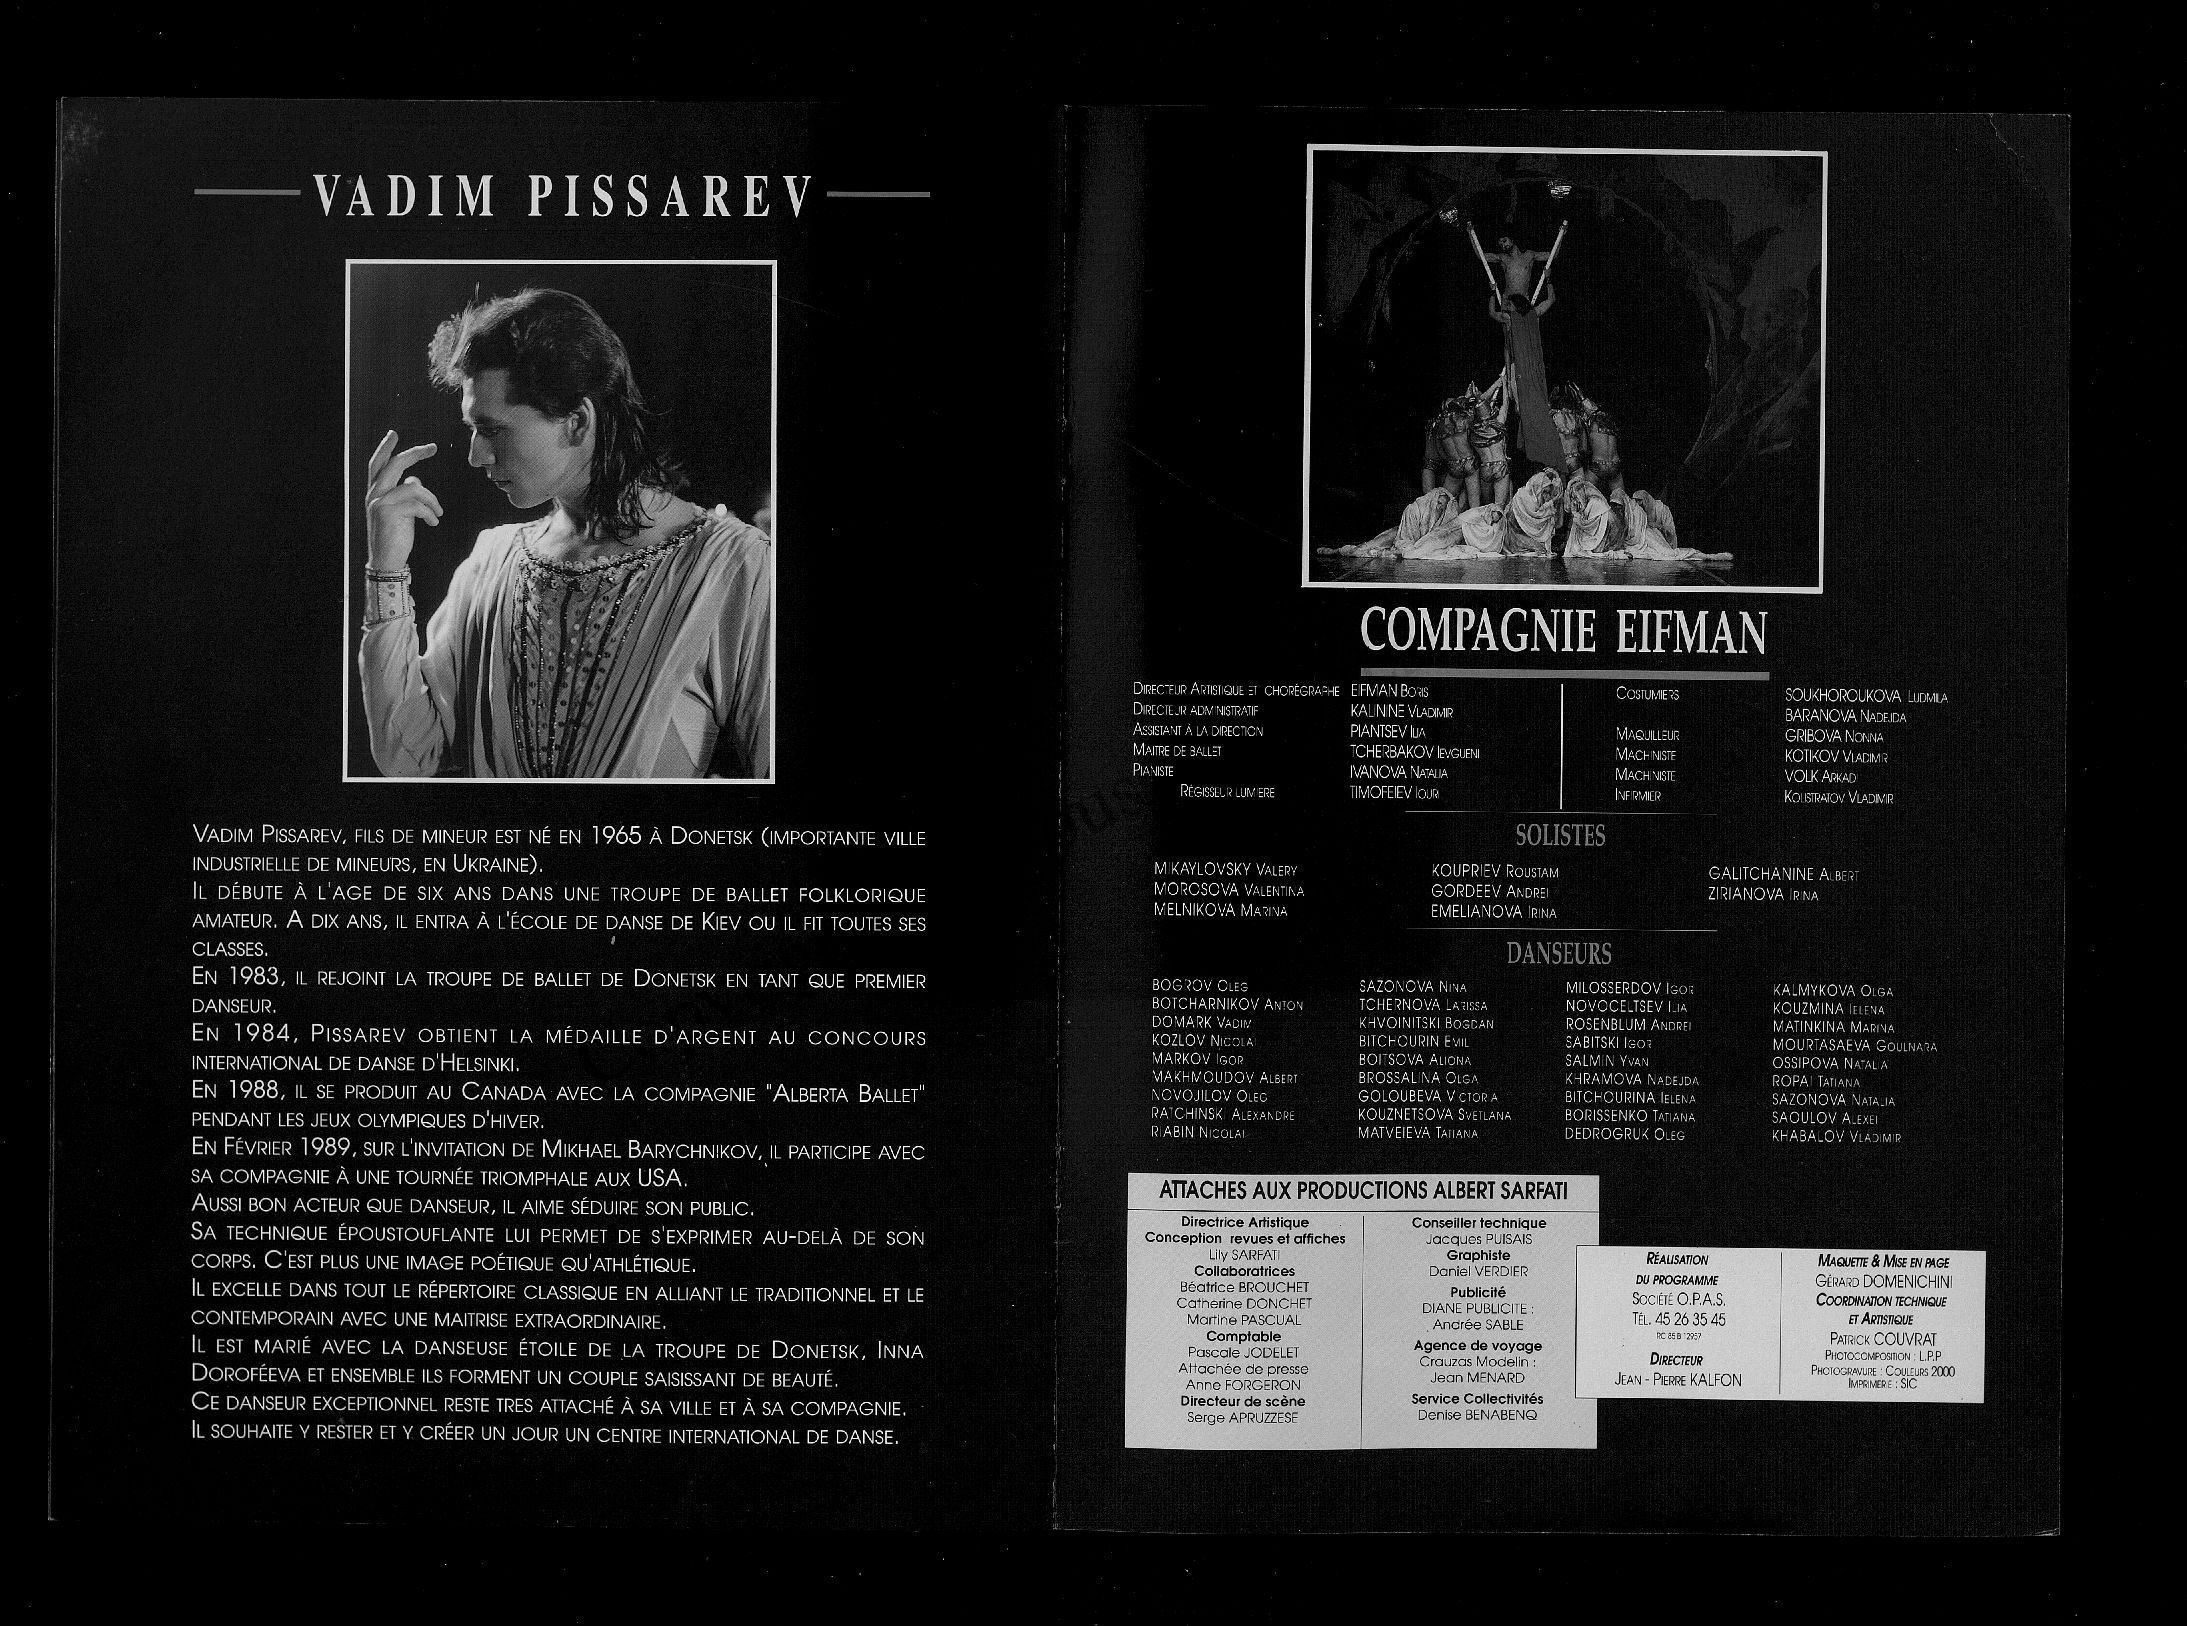 VADIM PISSAREV
VADIM PISSAREV, FILS DE MINEUR EST NÉ EN 1965 À DONETSK (IMPORTANTE VILLE
INDUSTRIELLE DE MINEURS, EN UKRAINE).
IL DÉBUTE À L'AGE DE SIX ANS DANS UNE TROUPE DE BALLET FOLKLORIQUE
AMATEUR. A DIX ANS, IL ENTRA À L'ÉCOLE DE DANSE DE KIEV OU IL FIT TOUTES SES
CLASSES.
EN 1983, IL REJOINT LA TROUPE DE BALLET DE DONETSK EN TANT QUE PREMIER
DANSEUR.
EN 1984, PISSAREV OBTIENT LA MÉDAILLE D'ARGENT AU CONCOURS
INTERNATIONAL DE DANSE D'HELSINKI.
EN 1988, IL SE PRODUIT AU CANADA AVEC LA COMPAGNIE "ALBERTA BALLET"
PENDANT LES JEUX OLYMPIQUES D'HIVER.
EN FÉVRIER 1989, SUR L'INVITATION DE MIKHAEL BARYCHNIKOV, IL PARTICIPE AVEC
SA COMPAGNIE À UNE TOURNÉE TRIOMPHALE AUX USA.
AUSSI BON ACTEUR QUE DANSEUR, IL AIME SÉDUIRE SON PUBLIC.
SA TECHNIQUE ÉPOUSTOUFLANTE LUI PERMET DE S'EXPRIMER AU-DELÀ DE SON
CORPS. C'EST PLUS UNE IMAGE POÉTIQUE QU'ATHLÉTIQUE.
IL EXCELLE DANS TOUT LE RÉPERTOIRE CLASSIQUE EN ALLIANT LE TRADITIONNEL ET LE
CONTEMPORAIN AVEC UNE MAITRISE EXTRAORDINAIRE.
IL EST MARIÉ AVEC LA DANSEUSE ÉTOILE DE LA TROUPE DE DONETSK, INNA
DOROFÉEVA ET ENSEMBLE ILS FORMENT UN COUPLE SAISISSANT DE BEAUTÉ.
CE DANSEUR EXCEPTIONNEL RESTE TRES ATTACHÉ À SA VILLE ET À SA COMPAGNIE.
IL SOUHAITE Y RESTER ET Y CRÉER UN JOUR UN CENTRE INTERNATIONAL DE DANSE.
COMPAGNIE EIFMAN
DIRECTEUR ARTISTIQUE ET CHORÉGRAPHE EIFMAN BORIS
DIRECTEUR ADMINISTRATIF KALININE VLADIMIR
ASSISTANT À LA DIRECTION PIANTSEV ILIA
MAITRE DE BALLET TCHERBAKOV IEVGUENI
PIANISTE IVANOVA NATALIA
RÉGISSEUR LUMIERE TIMOFEIEV IOURI
COSTUMIERS SOUKHOROUKOVA LUDMILA
BARANOVA NADEJDA
MAQUILLEUR GRIBOVA NONNA
MACHINISTE KOTIKOV VLADIMIR
MACHINISTE VOLK ARKADI
INFIRMIER KOLISTRATOV VLADIMIR
SOLISTES
MIKAYLOVSKY VALERY
MOROSOVA VALENTINA
MELNIKOVA MARINA
KOUPRIEV ROUSTAM
GORDEEV ANDREI
EMELIANOVA IRINA
GALITCHANINE ALBERT
ZIRIANOVA IRINA
DANSEURS
BOGROV OLEG
BOTCHARNIKOV ANTON
DOMARK VADIM
KOZLOV NICOLAI
MARKOV IGOR
MAKHMOUDOV ALBERT
NOVOJILOV OLEG
RATCHINSKI ALEXANDRE
RIABIN NICOLAI
SAZONOVA NINA
TCHERNOVA LARISSA
KHVOINITSKI BOGDAN
BITCHOURIN EMIL
BOITSOVA ALIONA
BROSSALINA OLGA
GOLOUBEVA VICTORIA
KOUZNETSOVA SVETLANA
MATVEIEVA TATIANA
MILOSSERDOV IGOR
NOVOCELTSEV ILIA
ROSENBLUM ANDREI
SABITSKI IGOR
SALMIN YVAN
KHRAMOVA NADEJDA
BITCHOURINA IELENA
BORISSENKO TATIANA
DEDROGRUK OLEG
KALMYKOVA OLGA
KOUZMINA IELENA
MATINKINA MARINA
MOURTASAEVA GOULNARA
OSSIPOVA NATALIA
ROPAI TATIANA
SAZONOVA NATALIA
SAOULOV ALEXEI
KHABALOV VLADIMIR
ATTACHES AUX PRODUCTIONS ALBERT SARFATI
Directrice Artistique
Conception revues et affiches
Lily SARFATI
Collaboratrices
Béatrice BROUCHET
Catherine DONCHET
Martine PASCUAL
Comptable
Pascale JODELET
Attachée de presse
Anne FORGERON
Directeur de scène
Serge APRUZZESE
Conseiller technique
Jacques PUISAIS
Graphiste
Daniel VERDIER
Publicité
DIANE PUBLICITE :
Andrée SABLE
Agence de voyage
Crauzas Modelin :
Jean MENARD
Service Collectivités
Denise BENABENQ
RÉALISATION
DU PROGRAMME
SOCIÉTÉ O.P.A.S.
TÉL. 45 26 35 45
RC 85 B 12957
DIRECTEUR
JEAN - PIERRE KALFON
MAQUETTE & MISE EN PAGE
GÉRARD DOMENICHINI
COORDINATION TECHNIQUE
ET ARTISTIQUE
PATRICK COUVRAT
PHOTOCOMPOSITION : L.P.P
PHOTOGRAVURE : COULEURS 2000
IMPRIMERIE : SIC